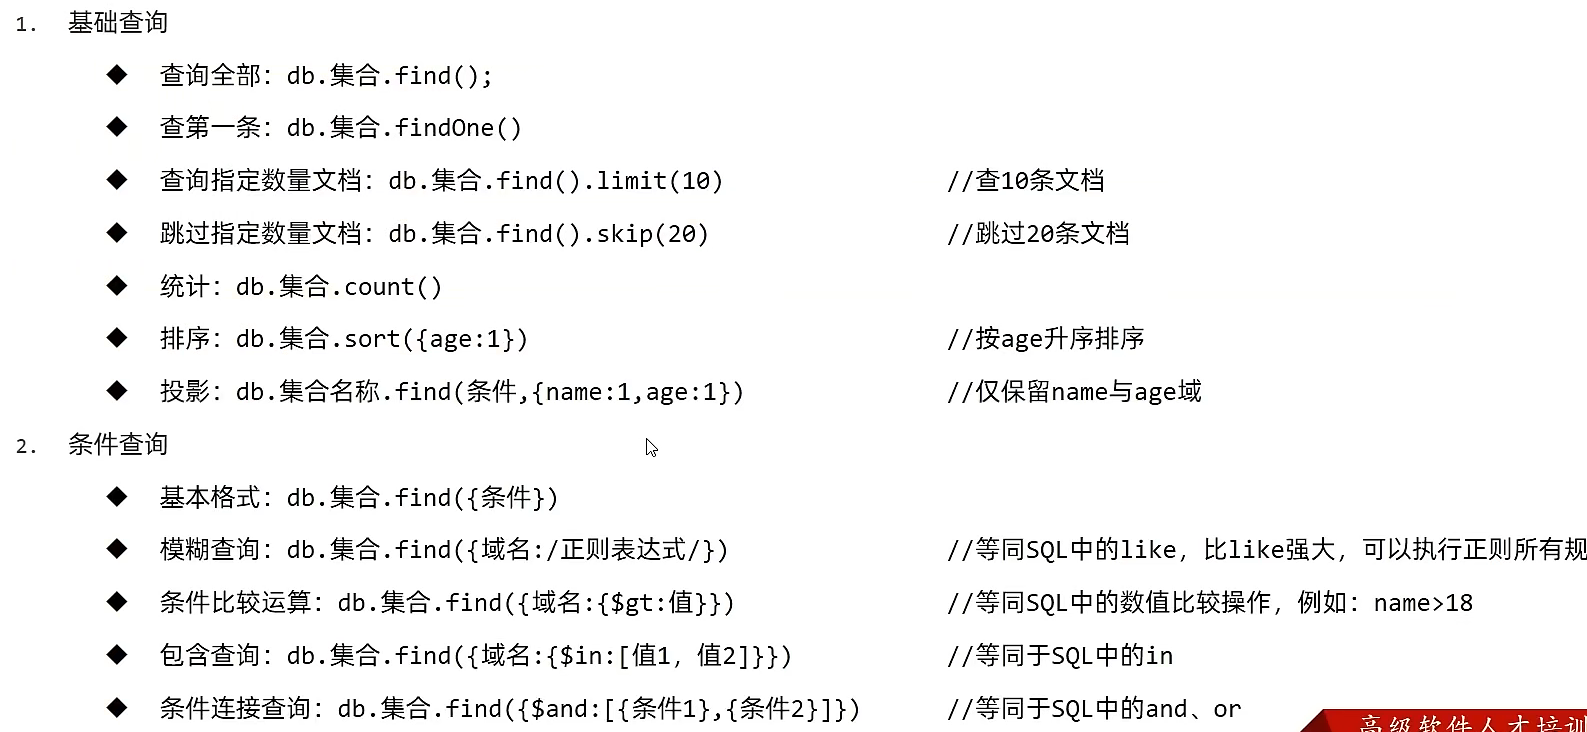 1. 基础查询
◆ 查询全部：db.集合.find();
◆ 查第一条：db.集合.findOne()
◆ 查询指定数量文档：db.集合.find().limit(10) //查10条文档
◆ 跳过指定数量文档：db.集合.find().skip(20) //跳过20条文档
◆ 统计：db.集合.count()
◆ 排序：db.集合.sort({age:1}) //按age升序排序
◆ 投影：db.集合名称.find(条件,{name:1,age:1}) //仅保留name与age域
2. 条件查询
◆ 基本格式：db.集合.find({条件})
◆ 模糊查询：db.集合.find({域名:/正则表达式/}) //等同SQL中的like，比like强大，可以执行正则所有规
◆ 条件比较运算：db.集合.find({域名:{$gt:值}}) //等同SQL中的数值比较操作，例如：name>18
◆ 包含查询：db.集合.find({域名:{$in:[值1，值2]}}) //等同于SQL中的in
◆ 条件连接查询：db.集合.find({$and:[{条件1},{条件2}]}) //等同于SQL中的and、or
高级软件人才培训